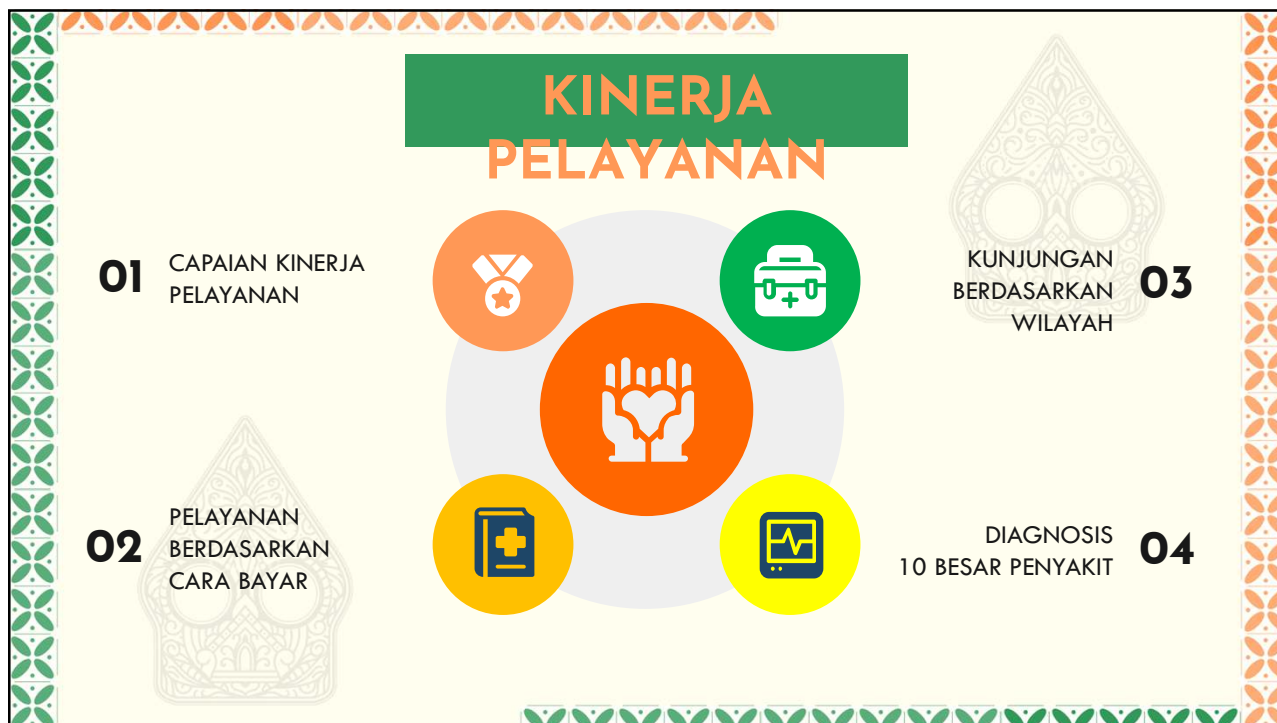 KINERJA
PELAYANAN
01
CAPAIAN KINERJA
PELAYANAN
02
PELAYANAN
BERDASARKAN
CARA BAYAR
KUNJUNGAN
BERDASARKAN
WILAYAH
03
DIAGNOSIS
10 BESAR PENYAKIT
04